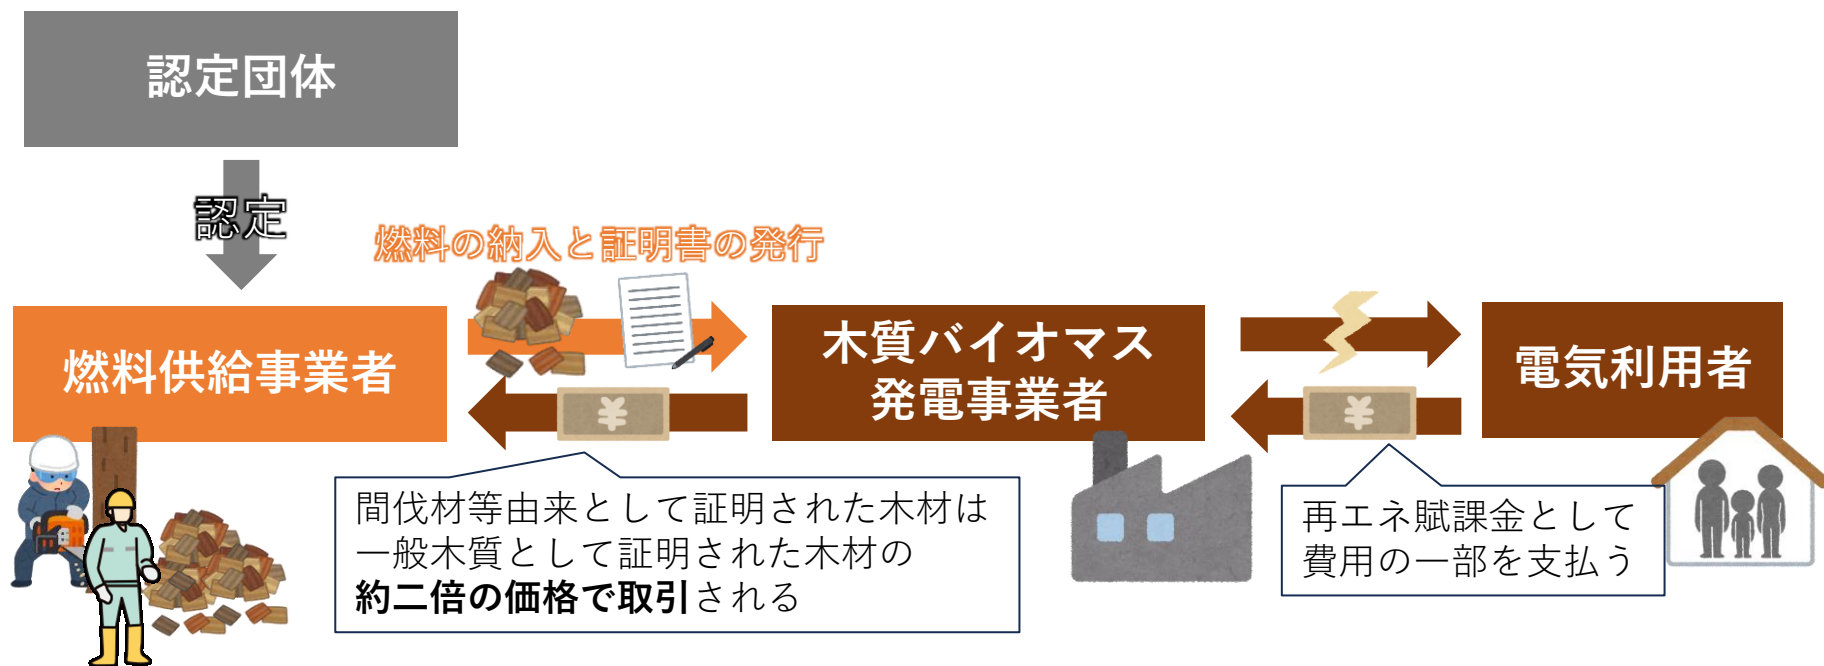 認定団体
認定
燃料の納入と証明書の発行
燃料供給事業者
木質バイオマス
発電事業者
電気利用者
¥
¥
間伐材等由来として証明された木材は
一般木質として証明された木材の
約二倍の価格で取引される
再エネ賦課金として
費用の一部を支払う